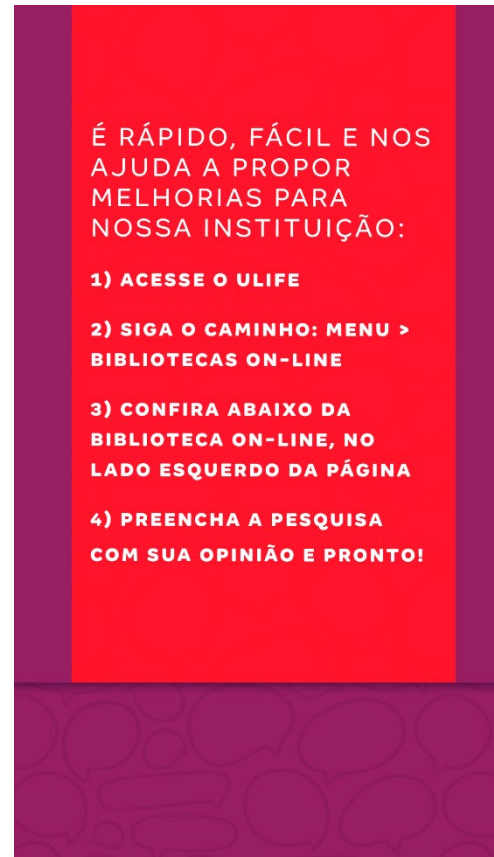 É RÁPIDO, FÁCIL E NOS
AJUDA A PROPOR
MELHORIAS PARA
NOSSA INSTITUIÇÃO:
1) ACESSE O ULIFE
2) SIGA O CAMINHO: MENU >
BIBLIOTECAS ON-LINE
3) CONFIRA ABAIXO DA
BIBLIOTECA ON-LINE, NO
LADO ESQUERDO DA PÁGINA
4) PREENCHA A PESQUISA
COM SUA OPINIÃO E PRONTO!